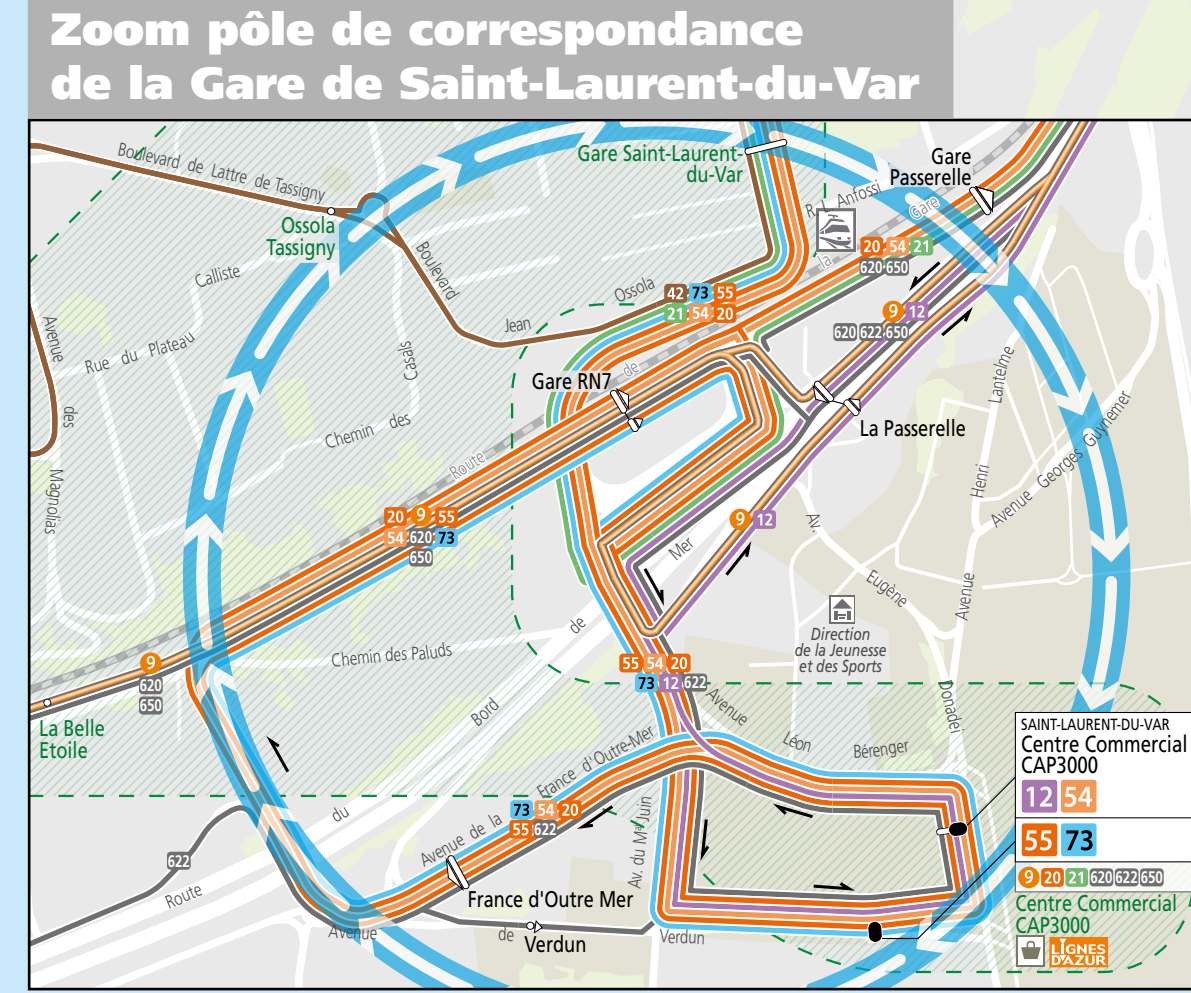 Zoom pôle de correspondance
de la Gare de Saint-Laurent-du-Var
Boulevard de Lattre de Tassigny
Gare Saint-Laurent-
du-Var
Gare
Passerelle
R. L. Anfossi
Gare
la
de
Route
Ossola
Tassigny
Calliste
Boulevard
Jean
Ossola
20 54 21
620 650
42 73 55
21 54 20
9 12
620 622 650
Avenue
des
Magnolias
Rue du Plateau
Casals
Chemin des
Gare RN7
La Passerelle
Lantelme
Henri
Avenue Georges Guynemer
20 9 55
54 620 73
650
9 12
Av.
Eugène
Donadeï
Avenue
Mer
de
Bord
du
Route
Direction
de la Jeunesse
et des Sports
Chemin des Paluds
9
620
650
La Belle
Etoile
55 54 20
73 12 622
Avenue
Léon
Bérenger
Avenue de la France d'Outre-Mer
73 54 20
55 622
Av. du Mal Juin
622
France d'Outre Mer
Avenue
de
Verdun
Verdun
SAINT-LAURENT-DU-VAR
Centre Commercial
CAP3000
12 54
55 73
9 20 21 620 622 650
Centre Commercial
CAP3000
LIGNES
D'AZUR